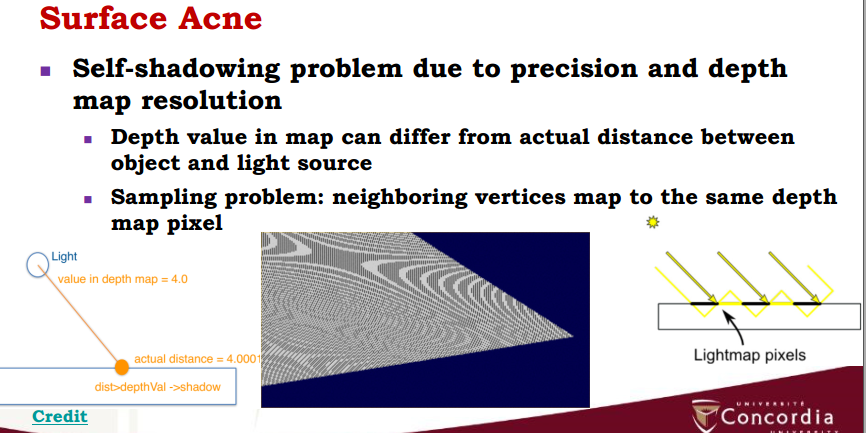 Surface Acne
Self-shadowing problem due to precision and depth
map resolution
Depth value in map can differ from actual distance between
object and light source
Sampling problem: neighboring vertices map to the same depth
map pixel
Light
value in depth map = 4.0
actual distance = 4.0001
dist>depthVal ->shadow
Lightmap pixels
Credit
UNIVERSITÉ
Concordia
UNIVERSITY